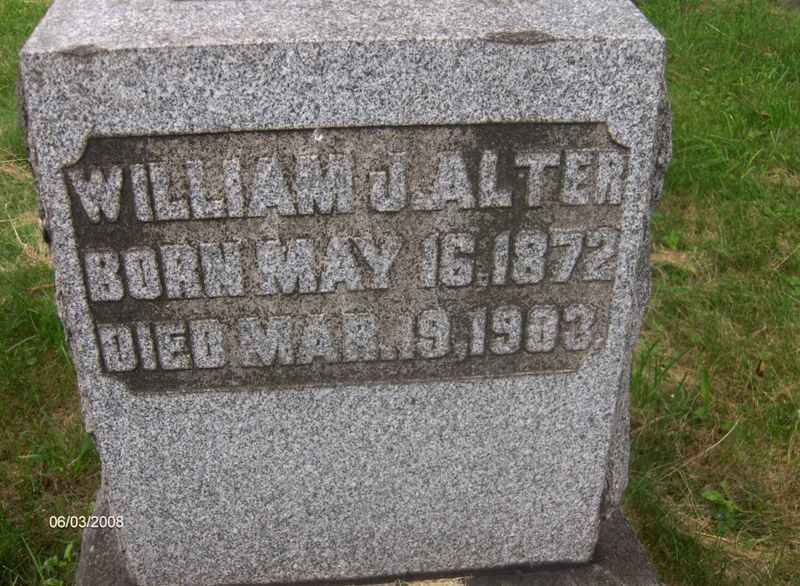 WILLIAM J. ALTER
BORN MAY 16, 1872
DIED MAR. 19, 1903.
06/03/2008